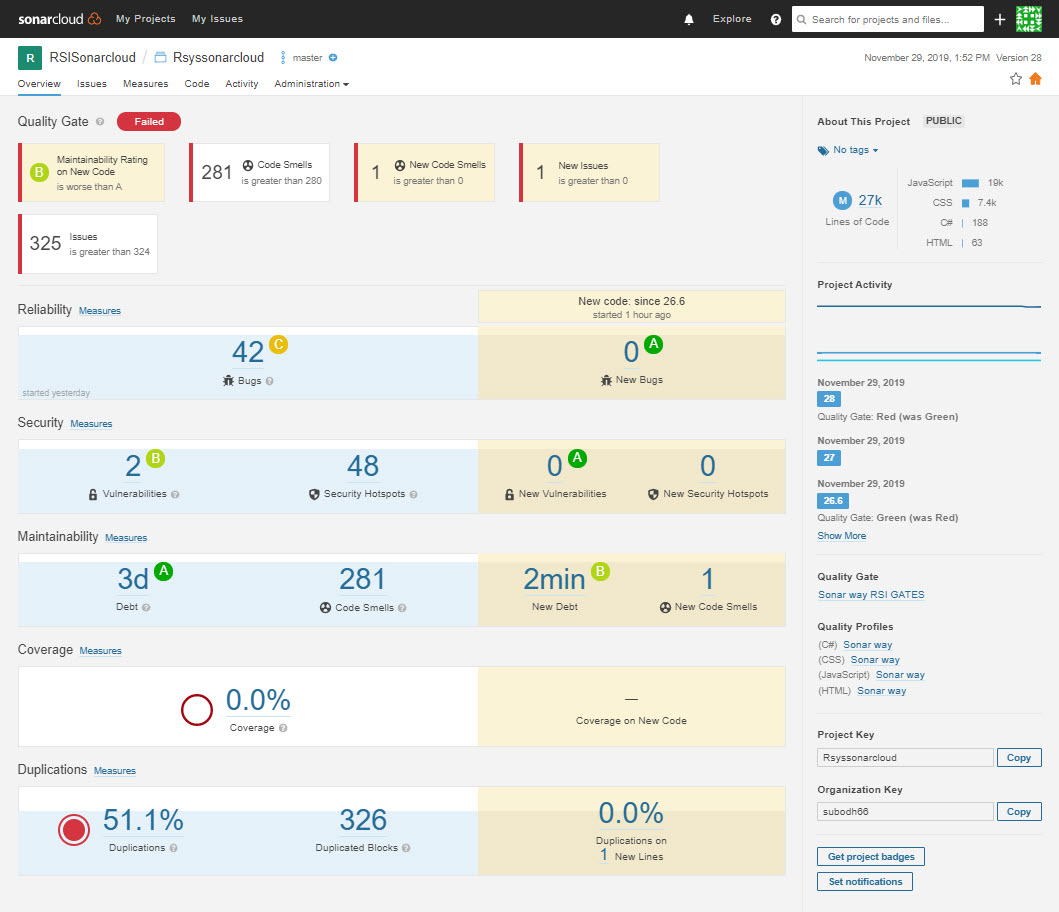 sonarcloud My Projects My Issues Explore Search for projects and files...
R RSISonarcloud / Rsyssonarcloud master November 29, 2019, 1:52 PM Version 28
Overview Issues Measures Code Activity Administration
Quality Gate Failed
B Maintainability Rating
on New Code
is worse than A
281 Code Smells
is greater than 280
1 New Code Smells
is greater than 0
1 New Issues
is greater than 0
325 Issues
is greater than 324
Reliability Measures
New code: since 26.6
started 1 hour ago
42 C
Bugs
started yesterday
0 A
New Bugs
Security Measures
2 B
Vulnerabilities
48
Security Hotspots
0 A
New Vulnerabilities
0
New Security Hotspots
Maintainability Measures
3d A
Debt
281
Code Smells
2min B
New Debt
1
New Code Smells
Coverage Measures
0.0%
Coverage
—
Coverage on New Code
Duplications Measures
51.1%
Duplications
326
Duplicated Blocks
0.0%
Duplications on
1 New Lines
About This Project PUBLIC
No tags
M 27k
Lines of Code
JavaScript 19k
CSS 7.4k
C# 188
HTML 63
Project Activity
November 29, 2019
28
Quality Gate: Red (was Green)
November 29, 2019
27
November 29, 2019
26.6
Quality Gate: Green (was Red)
Show More
Quality Gate
Sonar way RSI GATES
Quality Profiles
(C#) Sonar way
(CSS) Sonar way
(JavaScript) Sonar way
(HTML) Sonar way
Project Key
Rsyssonarcloud Copy
Organization Key
subodh66 Copy
Get project badges
Set notifications